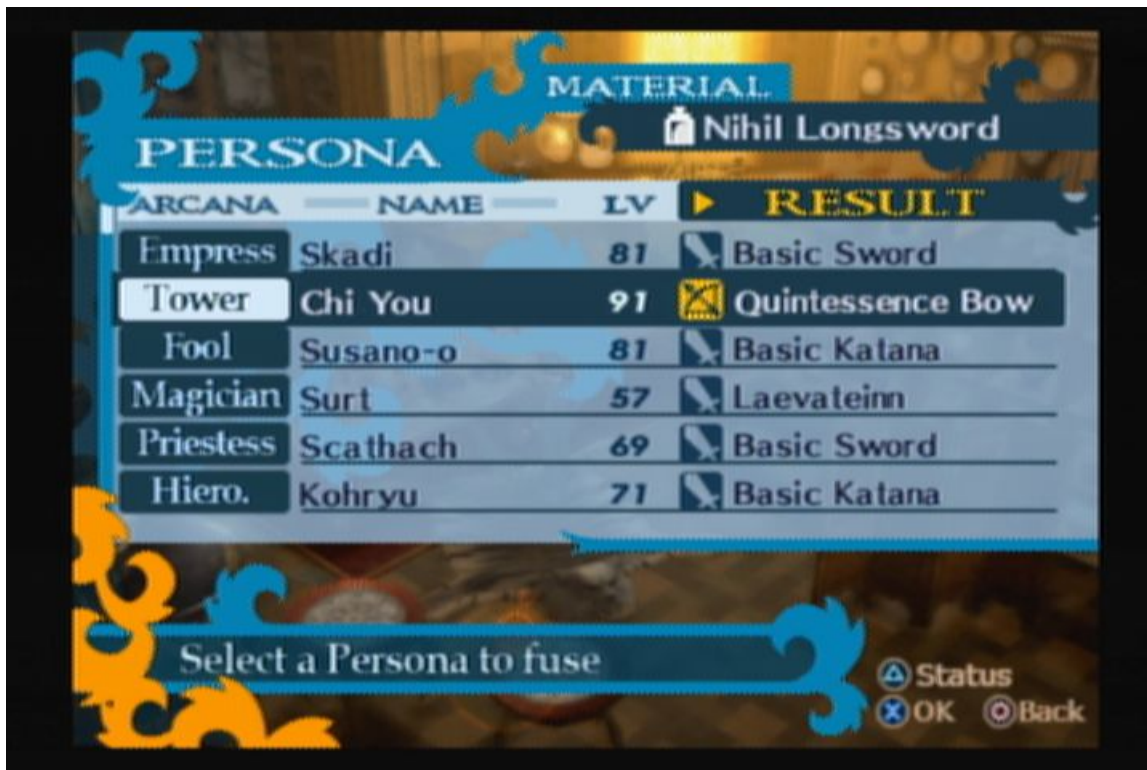 MATERIAL
Nihil Longsword
PERSONA
ARCANA NAME LV RESULT
Empress Skadi 81 Basic Sword
Tower Chi You 91 Quintessence Bow
Fool Susano-o 81 Basic Katana
Magician Surt 57 Laevateinn
Priestess Scathach 69 Basic Sword
Hiero. Kohryu 71 Basic Katana
Select a Persona to fuse
Status
OK Back